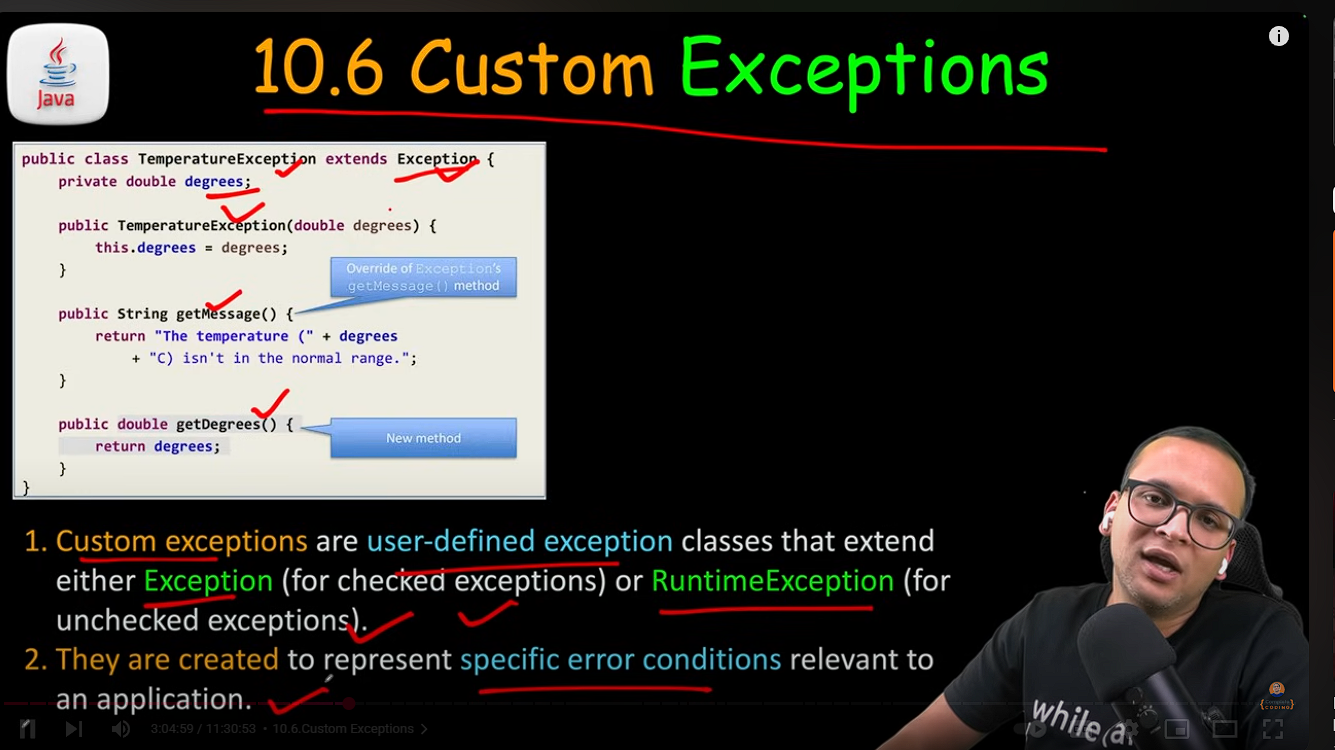 Java
10.6 Custom Exceptions
public class TemperatureException extends Exception {
private double degrees;
public TemperatureException(double degrees) {
this.degrees = degrees;
}
Override of Exception's
getMessage() method
public String getMessage() {
return "The temperature (" + degrees
+ "C) isn't in the normal range.";
}
public double getDegrees() {
return degrees;
}
}
New method
1. Custom exceptions are user-defined exception classes that extend
either Exception (for checked exceptions) or RuntimeException (for
unchecked exceptions).
2. They are created to represent specific error conditions relevant to
an application.
while(
3:04:59 / 11:30:53 • 10.6.Custom Exceptions
CODING